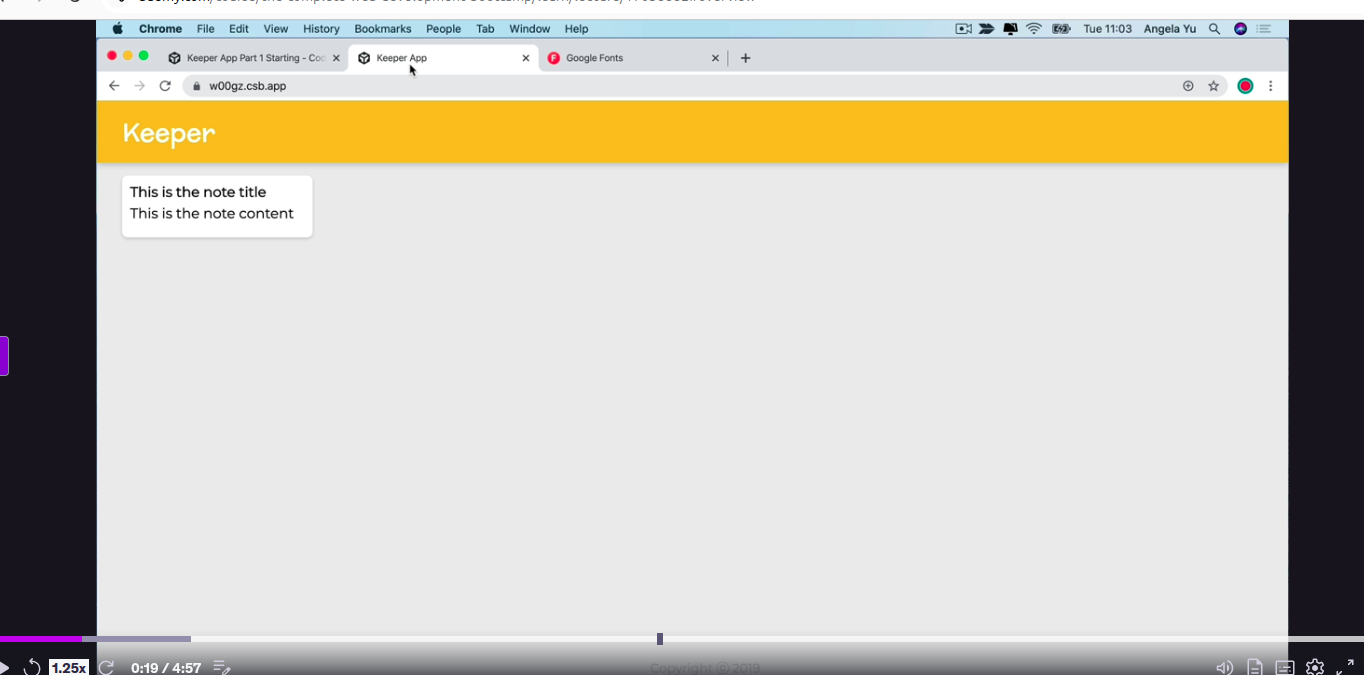 Chrome File Edit View History Bookmarks People Tab Window Help Tue 11:03 Angela Yu
Keeper App Part 1 Starting - Co Keeper App Google Fonts
w00gz.csb.app
Keeper
This is the note title
This is the note content
1.25x 0:19 / 4:57
Copyright © 2019